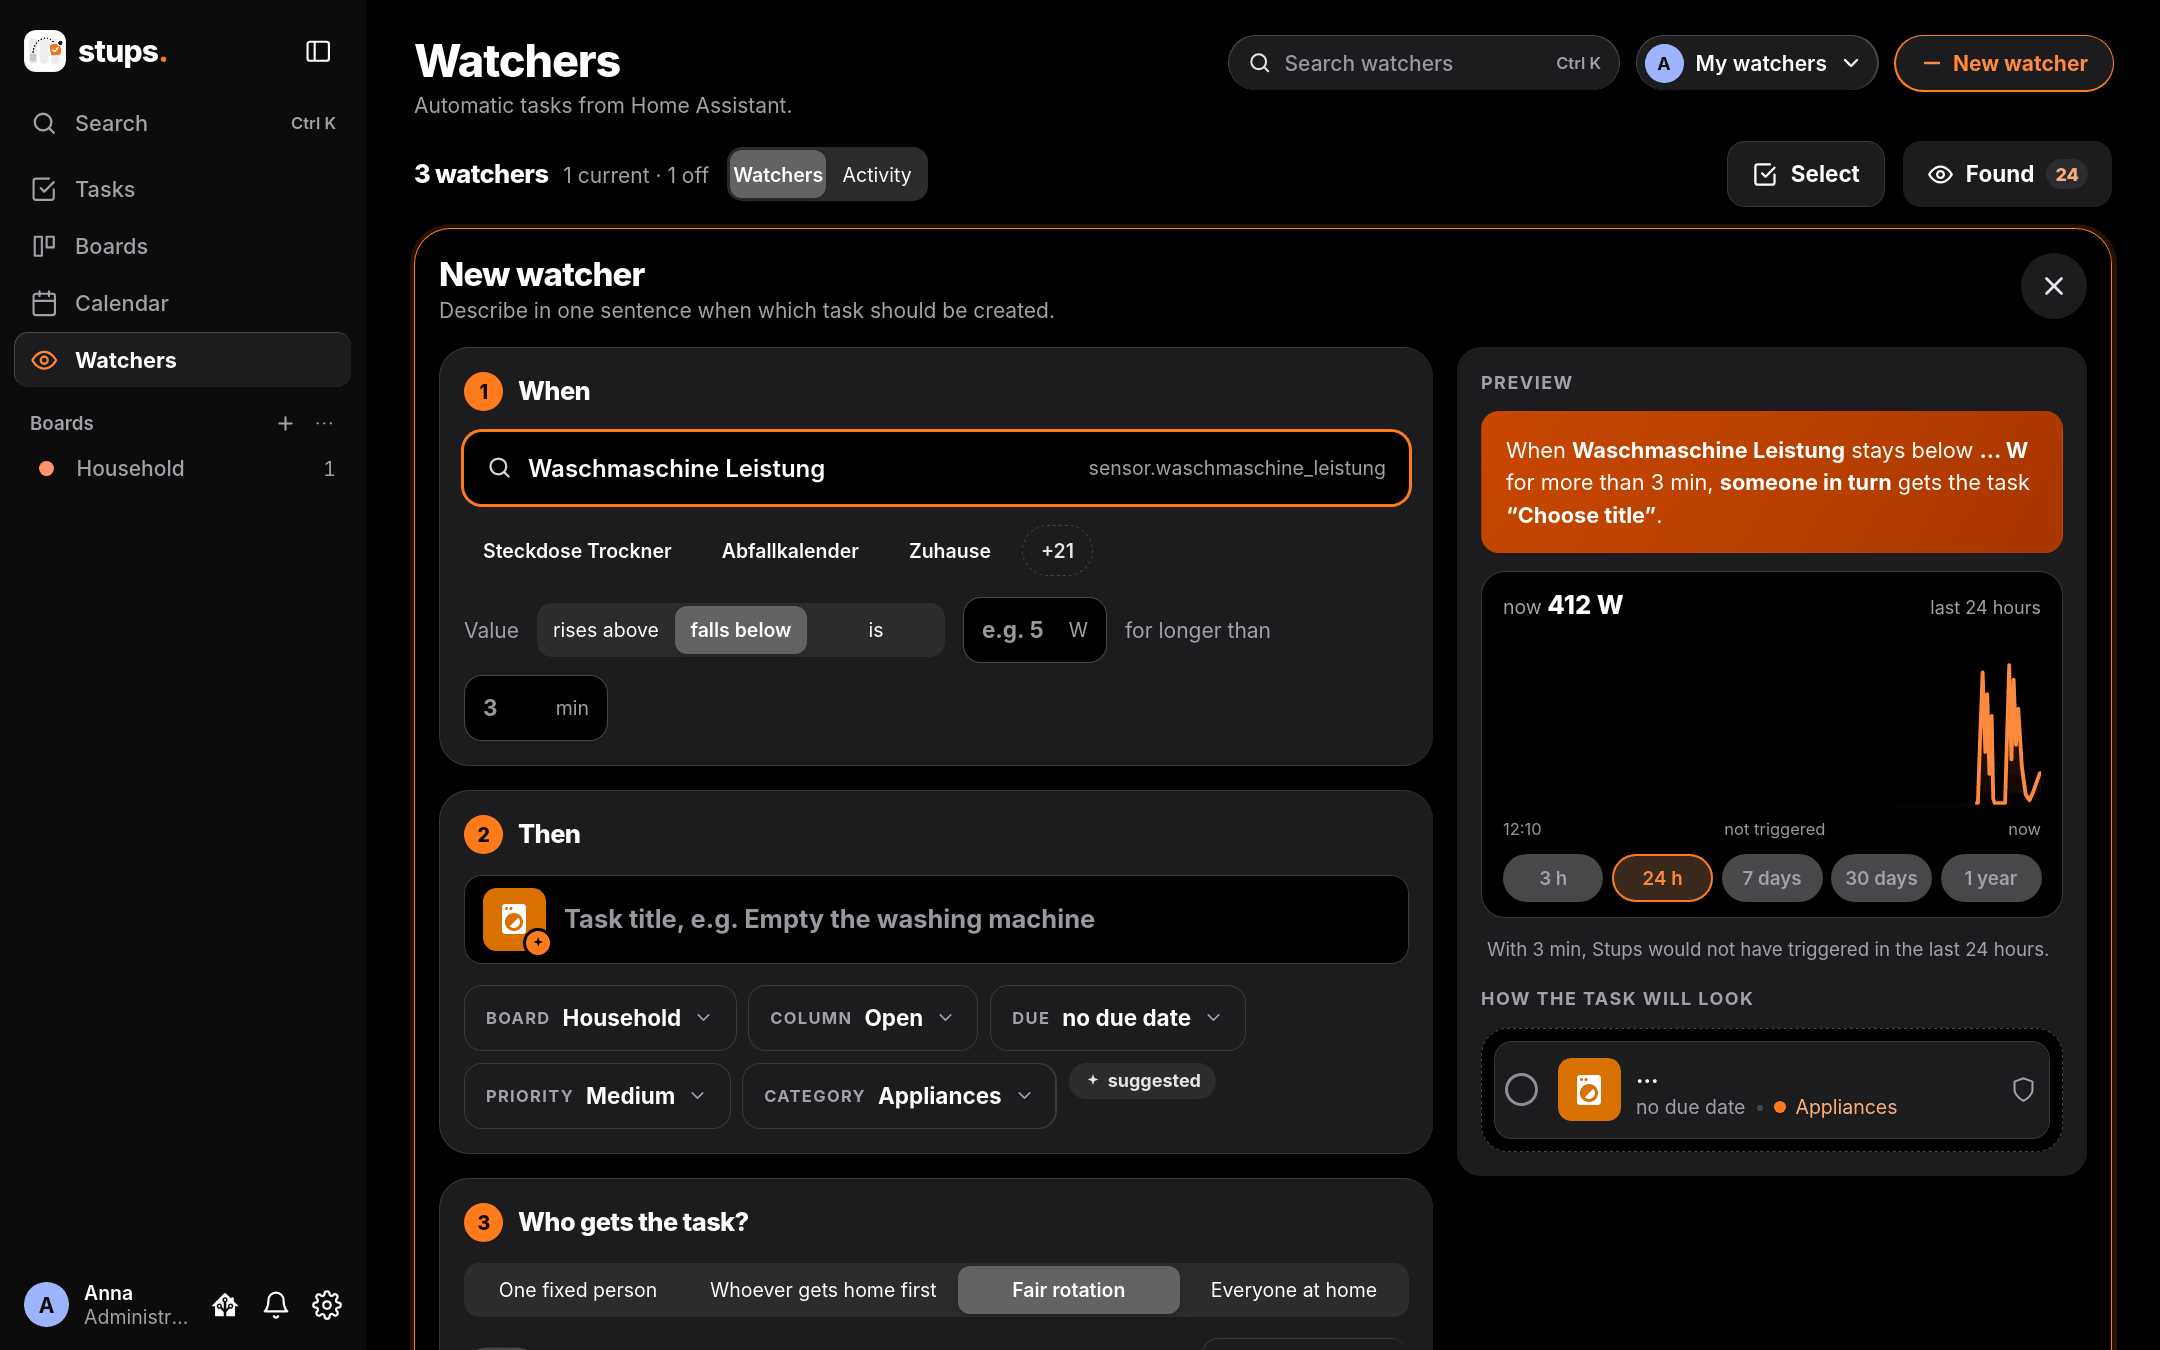 stups.
Search Ctrl K
Tasks
Boards
Calendar
Watchers
Boards
Household 1
A Anna
Administr...
Watchers
Automatic tasks from Home Assistant.
Search watchers Ctrl K
A My watchers
New watcher
3 watchers 1 current · 1 off
Watchers Activity
Select
Found 24
New watcher
Describe in one sentence when which task should be created.
1 When
Waschmaschine Leistung sensor.waschmaschine_leistung
Steckdose Trockner Abfallkalender Zuhause +21
Value rises above falls below is e.g. 5 W for longer than
3 min
2 Then
Task title, e.g. Empty the washing machine
BOARD Household COLUMN Open DUE no due date
PRIORITY Medium CATEGORY Appliances suggested
3 Who gets the task?
One fixed person Whoever gets home first Fair rotation Everyone at home
PREVIEW
When Waschmaschine Leistung stays below ... W
for more than 3 min, someone in turn gets the task
“Choose title”.
now 412 W last 24 hours
12:10 not triggered now
3 h 24 h 7 days 30 days 1 year
With 3 min, Stups would not have triggered in the last 24 hours.
HOW THE TASK WILL LOOK
...
no due date • Appliances